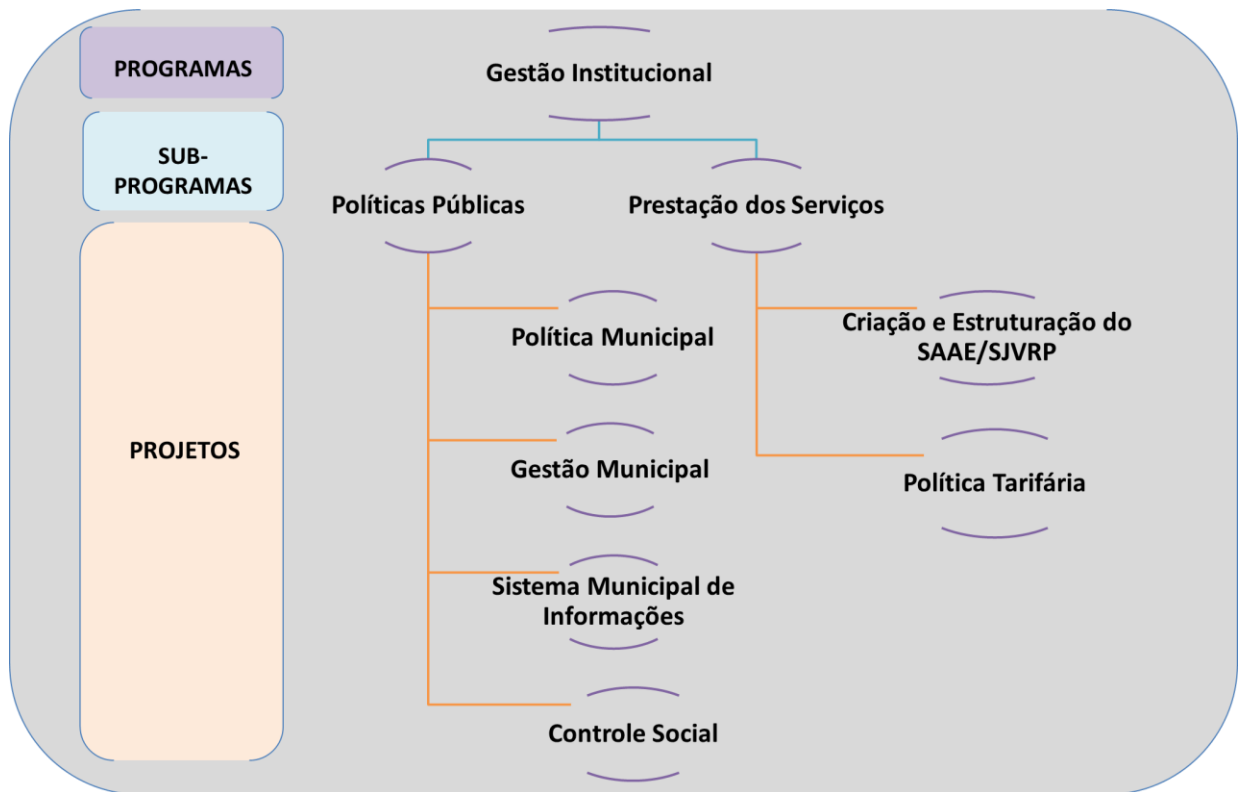 PROGRAMAS
Gestão Institucional
SUB-
PROGRAMAS
Políticas Públicas
Prestação dos Serviços
PROJETOS
Política Municipal
Gestão Municipal
Sistema Municipal de
Informações
Controle Social
Criação e Estruturação do
SAAE/SJVRP
Política Tarifária